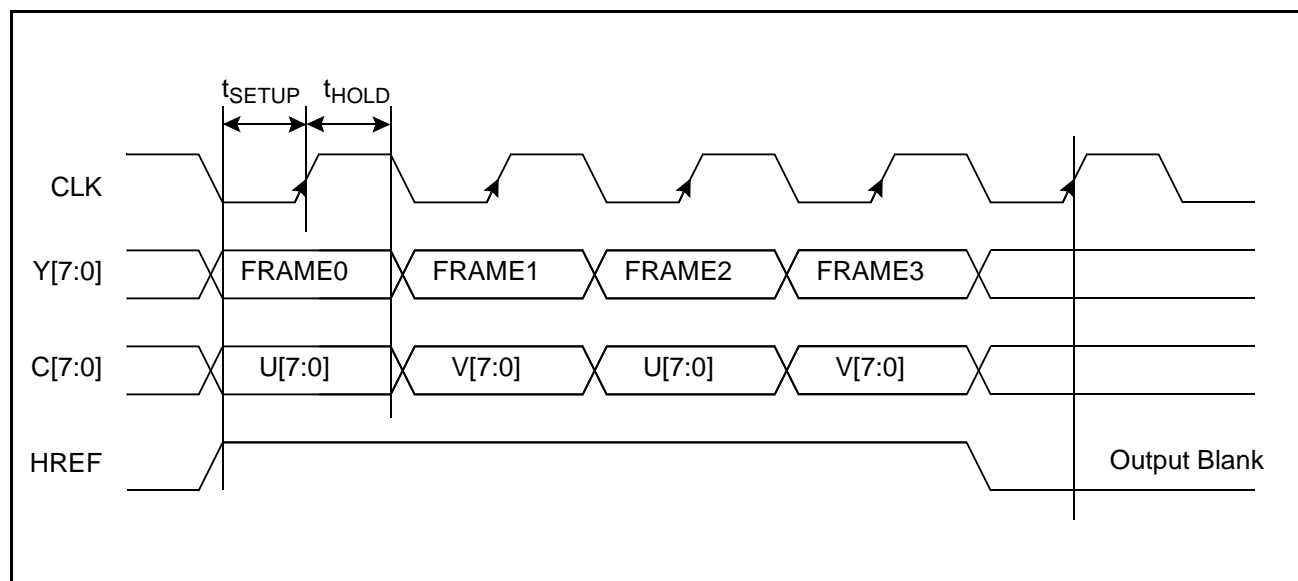 tSETUP tHOLD
CLK
Y[7:0] FRAME0 FRAME1 FRAME2 FRAME3
C[7:0] U[7:0] V[7:0] U[7:0] V[7:0]
HREF Output Blank